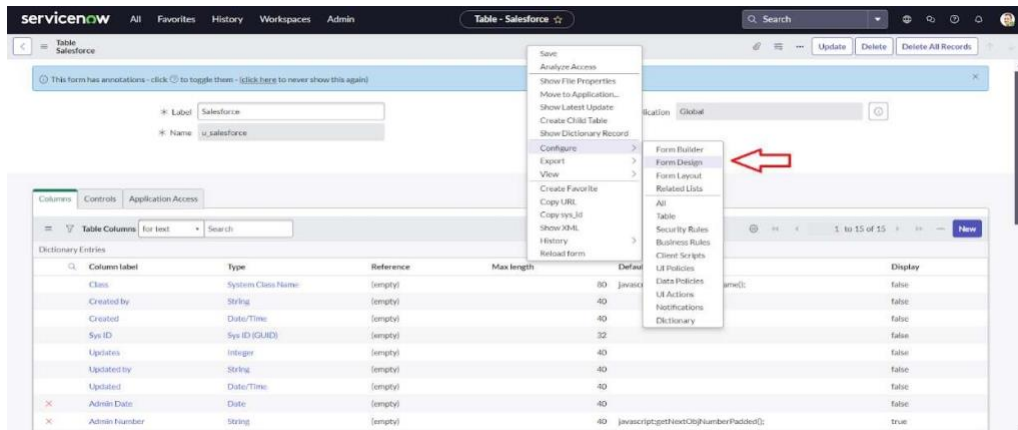 servicenow All Favorites History Workspaces Admin Table - Salesforce Search
Table
Salesforce
Update Delete Delete All Records
This form has annotations - click to toggle them - (click here to never show this again)
Label Salesforce
Name u_salesforce
Global
Save
Analyze Access
Show File Properties
Move to Application...
Show Latest Update
Create Child Table
Show Dictionary Record
Configure
Export
View
Create Favorite
Copy URL
Copy sys_id
Show XML
History
Reload form
Form Builder
Form Design
Form Layout
Related Lists
All
Table
Security Rules
Business Rules
Client Scripts
UI Policies
Data Policies
UI Actions
Notifications
Dictionary
Columns Controls Application Access
Table Columns for text Search 1 to 15 of 15 New
Dictionary Entries
Column label Type Reference Max length Display
Class System Class Name (empty) 80 false
Created by String (empty) 40 false
Created Date/Time (empty) 40 false
Sys ID Sys ID (GUID) (empty) 32 false
Updates Integer (empty) 40 false
Updated by String (empty) 40 false
Updated Date/Time (empty) 40 false
Admin Date Date (empty) 40 false
Admin Number String (empty) 40 javascript:getNextObjNumberPadded(); true